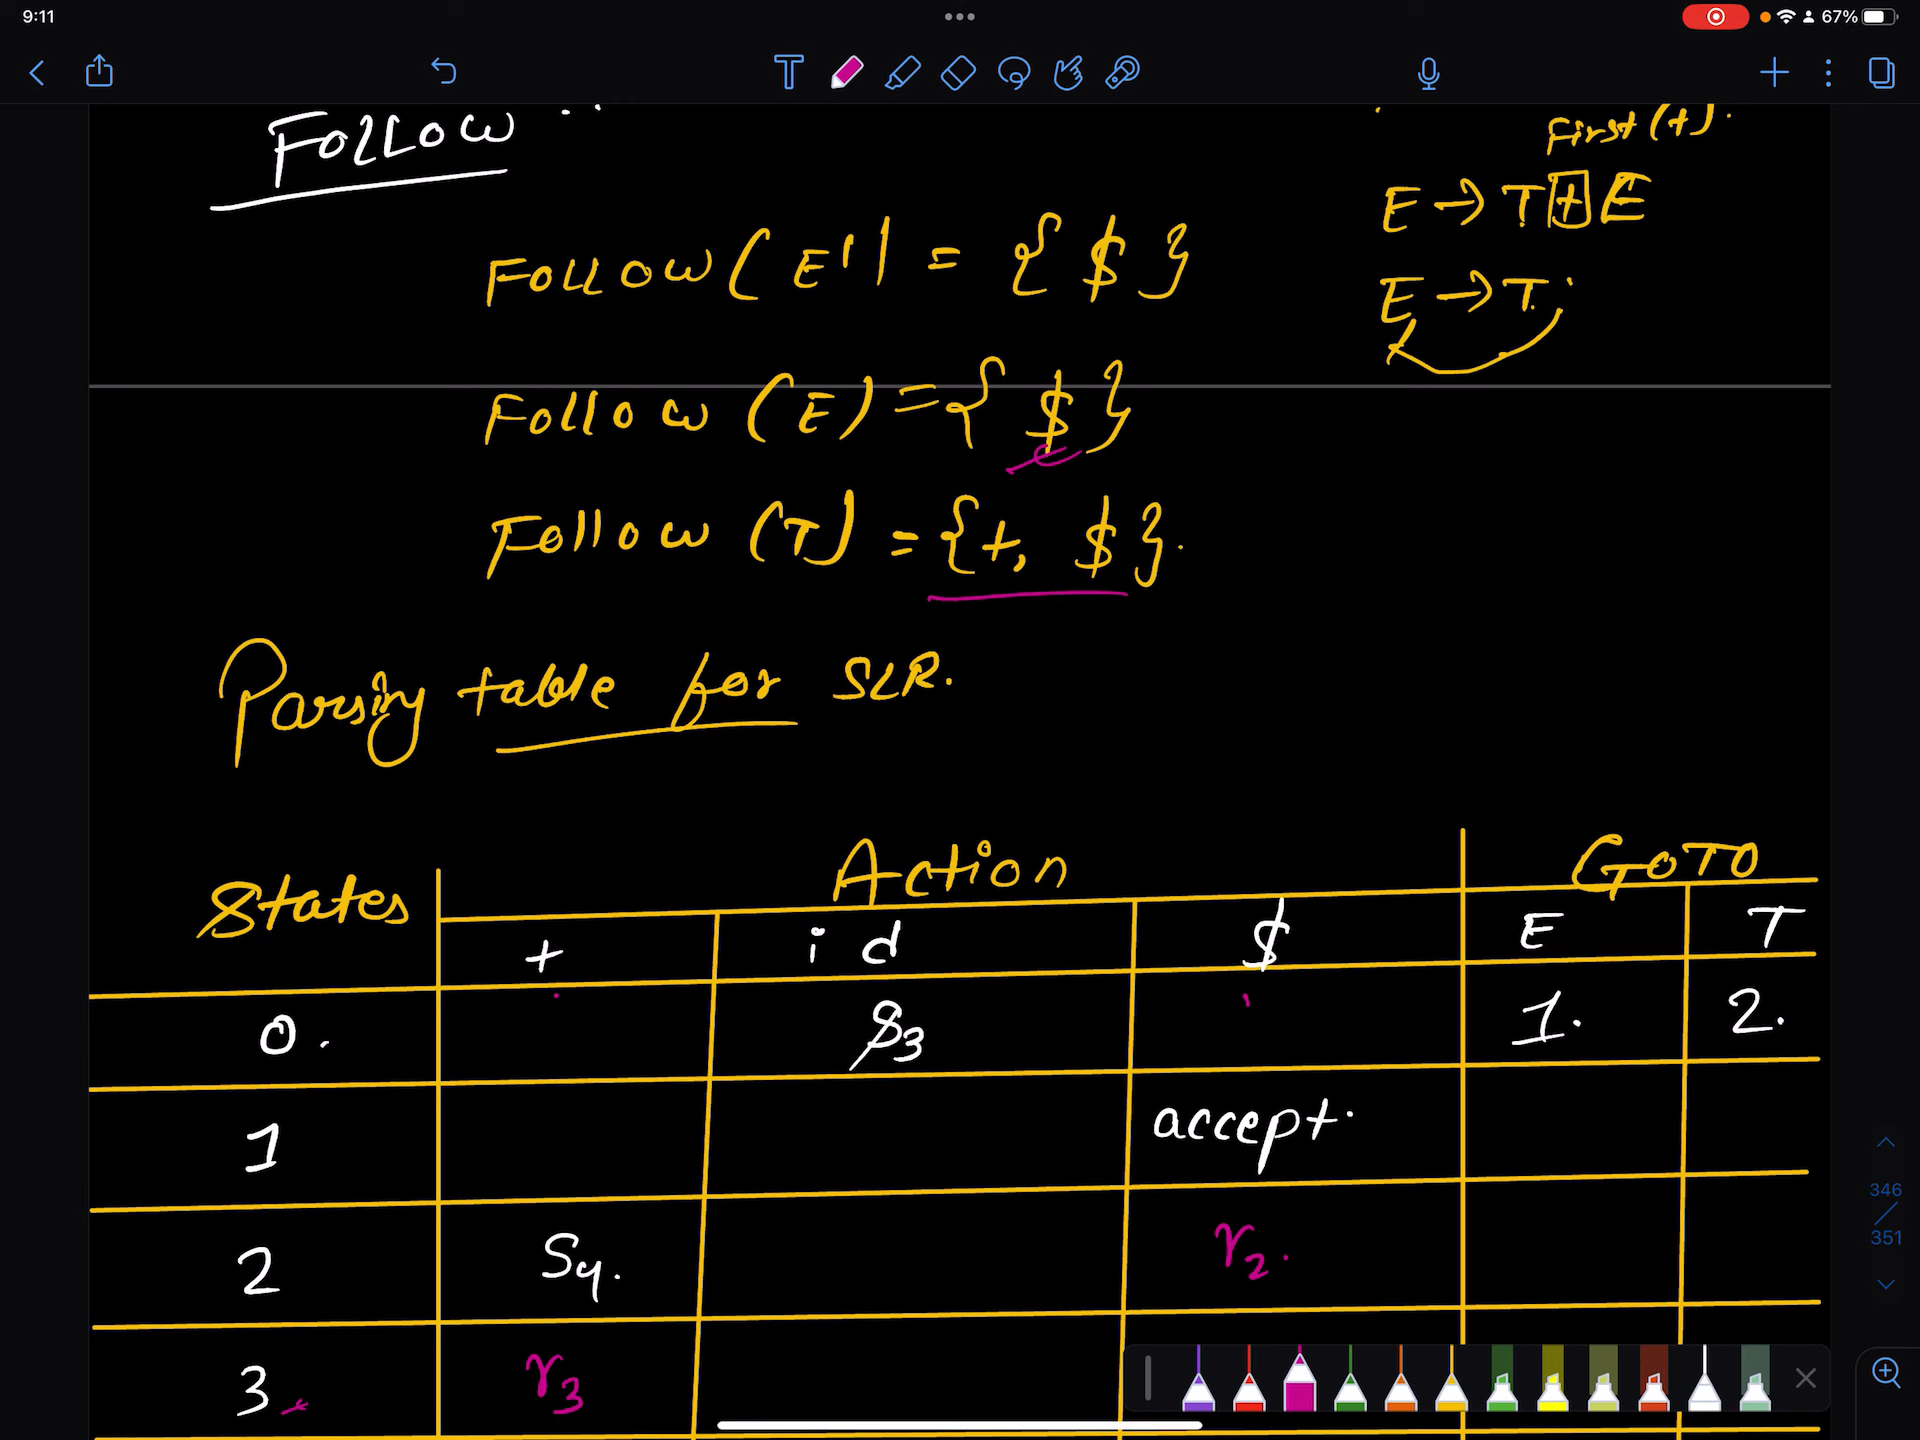 9:11
67%
Follow :-
First(+).
E → T + E
Follow(E') = {$}
E → T.
Follow (E) = {$}
Follow (T) = {+, $}.
Parsing table for SLR.
States Action GOTO
+ id $ E T
0. S3 1. 2.
1 accept.
2 S4. r2.
3 r3
346
351